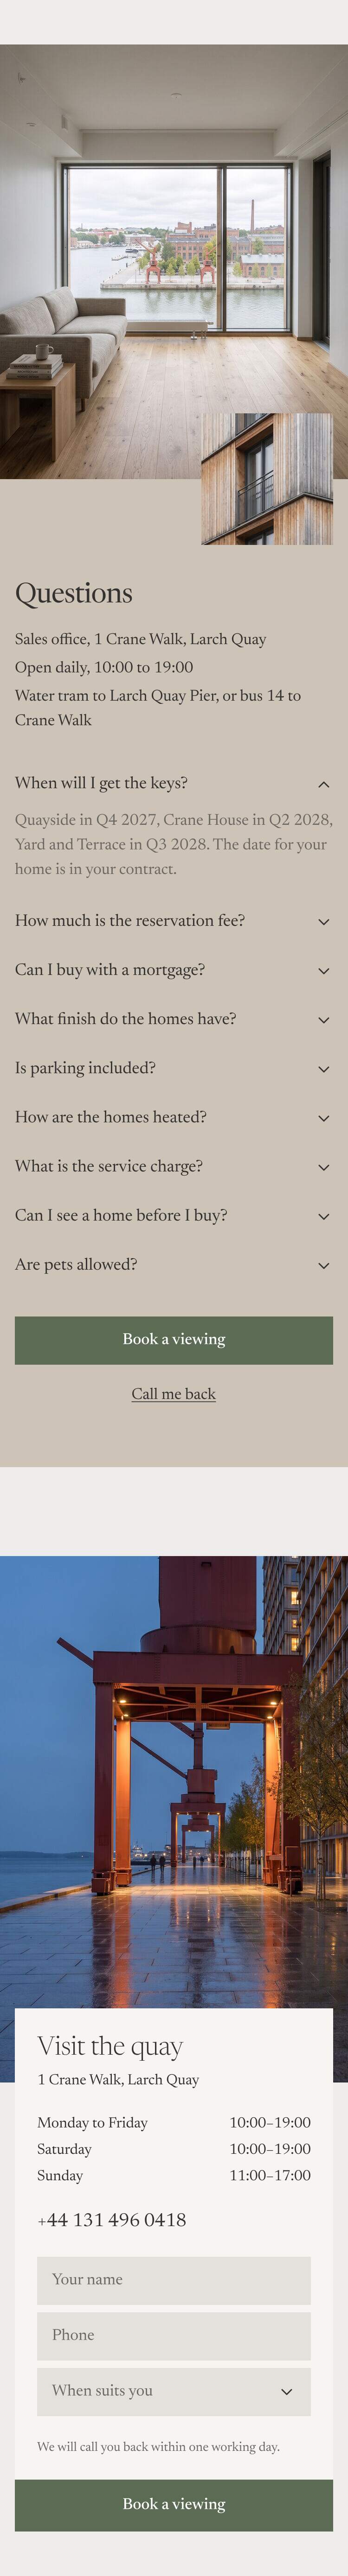 Questions
Sales office, 1 Crane Walk, Larch Quay
Open daily, 10:00 to 19:00
Water tram to Larch Quay Pier, or bus 14 to
Crane Walk
When will I get the keys?
Quayside in Q4 2027, Crane House in Q2 2028,
Yard and Terrace in Q3 2028. The date for your
home is in your contract.
How much is the reservation fee?
Can I buy with a mortgage?
What finish do the homes have?
Is parking included?
How are the homes heated?
What is the service charge?
Can I see a home before I buy?
Are pets allowed?
Book a viewing
Call me back
Visit the quay
1 Crane Walk, Larch Quay
Monday to Friday 10:00–19:00
Saturday 10:00–19:00
Sunday 11:00–17:00
+44 131 496 0418
Your name
Phone
When suits you
We will call you back within one working day.
Book a viewing